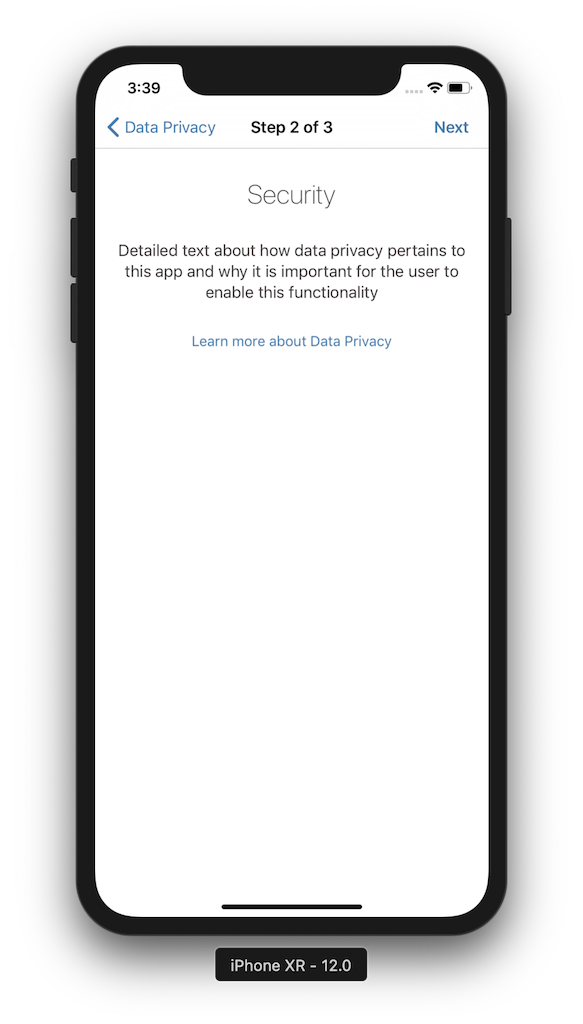 3:39
Data Privacy Step 2 of 3 Next
Security
Detailed text about how data privacy pertains to
this app and why it is important for the user to
enable this functionality
Learn more about Data Privacy
iPhone XR - 12.0